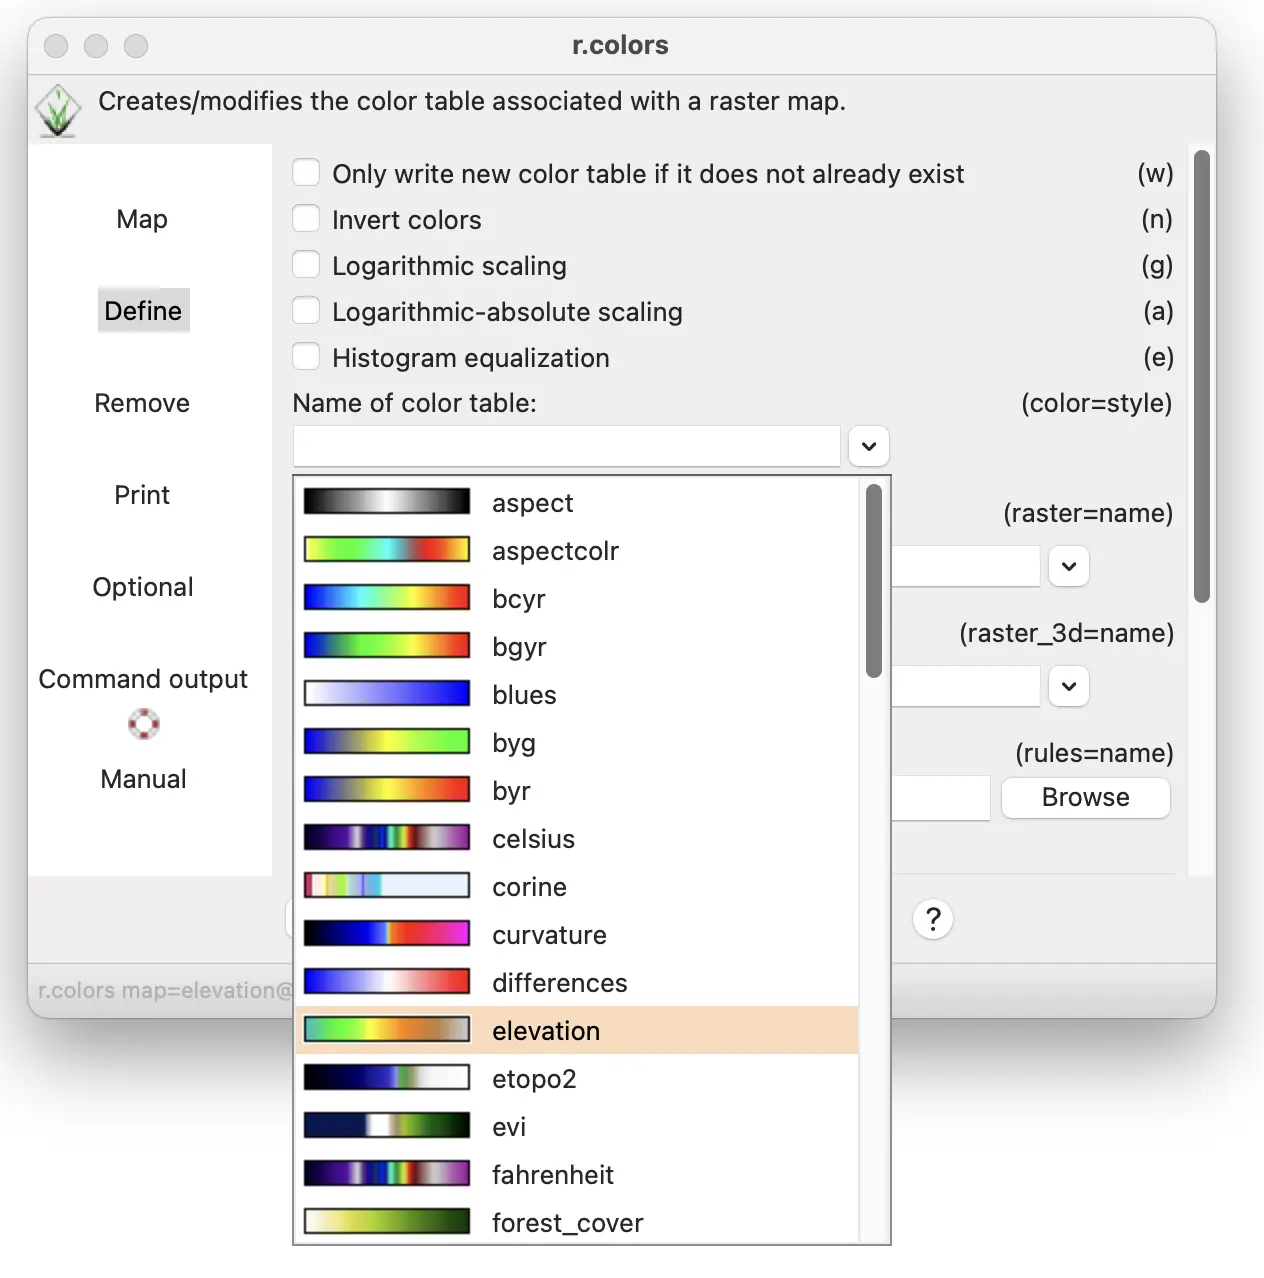 r.colors
Creates/modifies the color table associated with a raster map.
Map
Define
Remove
Print
Optional
Command output
Manual
Only write new color table if it does not already exist (w)
Invert colors (n)
Logarithmic scaling (g)
Logarithmic-absolute scaling (a)
Histogram equalization (e)
Name of color table: (color=style)
(raster=name)
(raster_3d=name)
(rules=name)
Browse
aspect
aspectcolr
bcyr
bgyr
blues
byg
byr
celsius
corine
curvature
differences
elevation
etopo2
evi
fahrenheit
forest_cover
?
r.colors map=elevation@